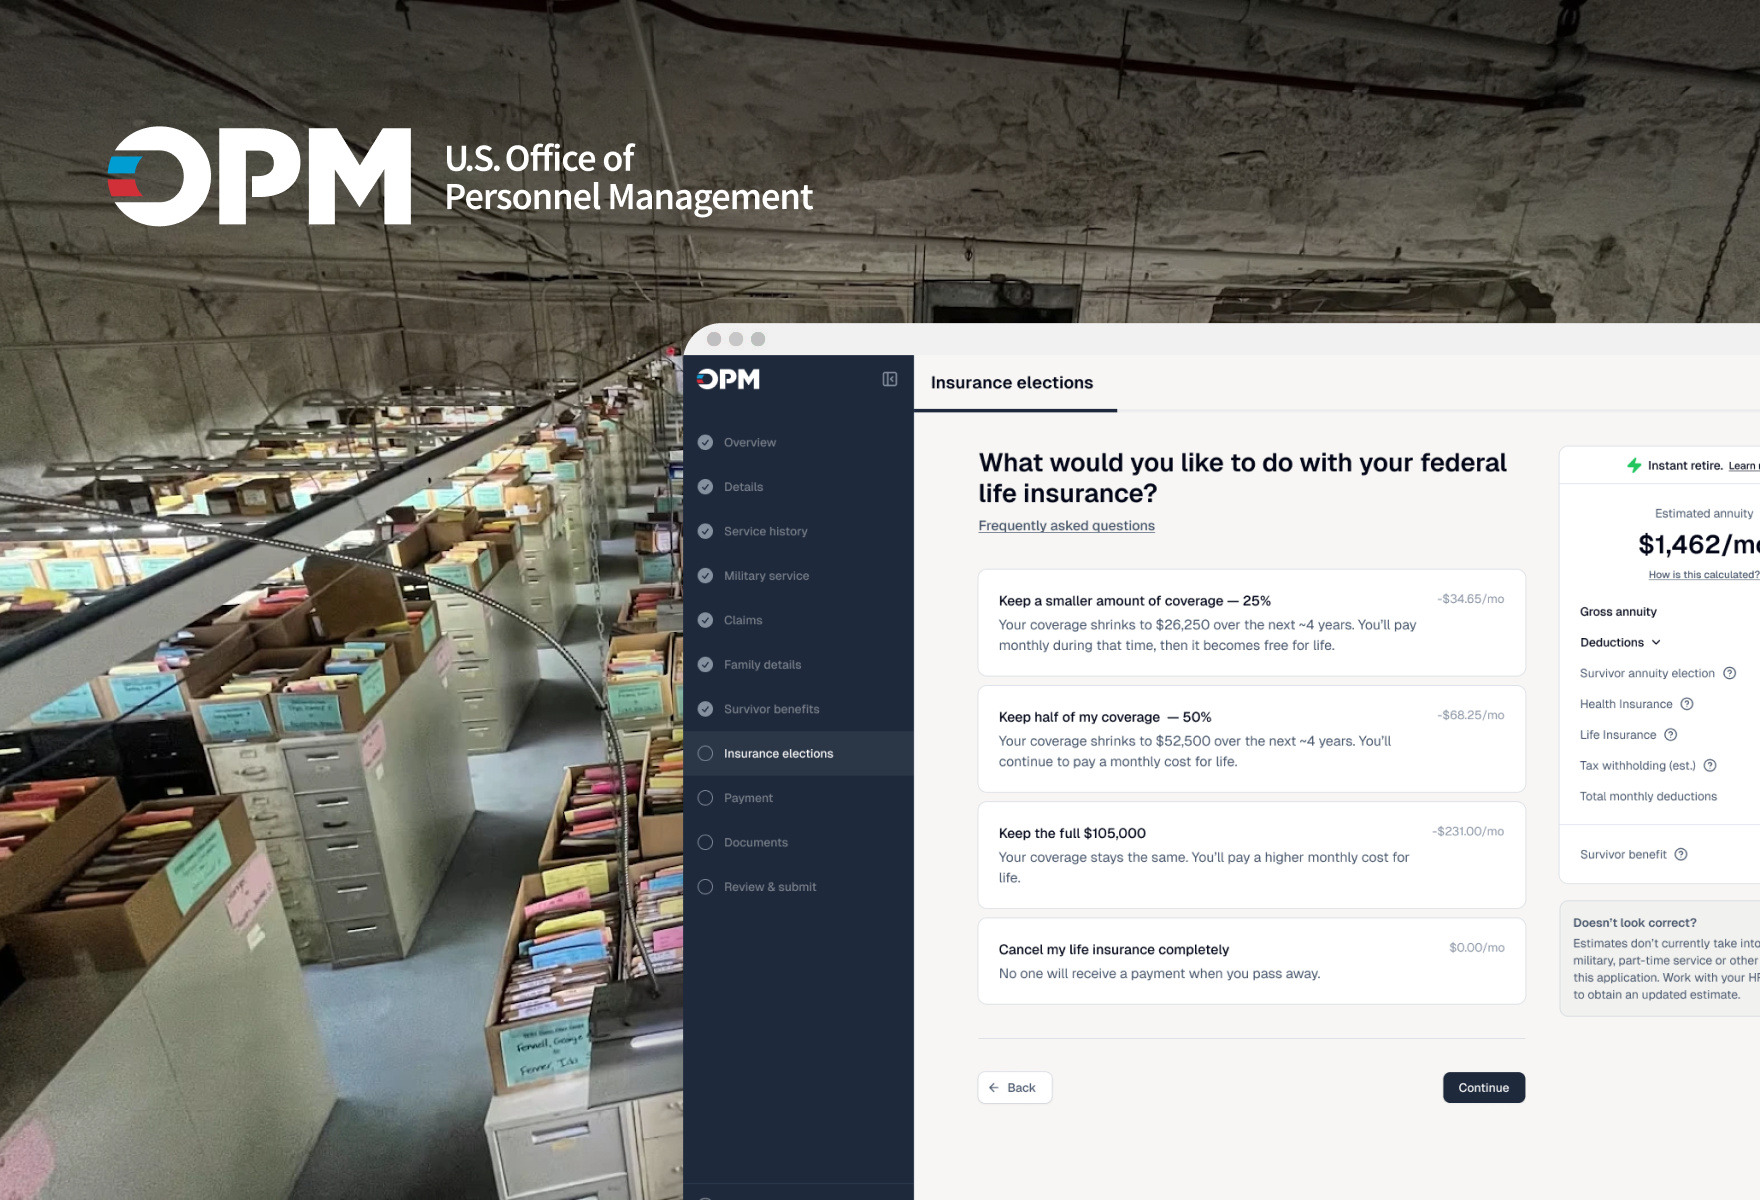 OPM
U.S. Office of
Personnel Management
OPM
Overview
Details
Service history
Military service
Claims
Family details
Survivor benefits
Insurance elections
Payment
Documents
Review & submit
Insurance elections
What would you like to do with your federal
life insurance?
Frequently asked questions
Keep a smaller amount of coverage — 25%
-$34.65/mo
Your coverage shrinks to $26,250 over the next ~4 years. You’ll pay
monthly during that time, then it becomes free for life.
Keep half of my coverage — 50%
-$68.25/mo
Your coverage shrinks to $52,500 over the next ~4 years. You’ll
continue to pay a monthly cost for life.
Keep the full $105,000
-$231.00/mo
Your coverage stays the same. You’ll pay a higher monthly cost for
life.
Cancel my life insurance completely
$0.00/mo
No one will receive a payment when you pass away.
Back
Continue
Instant retire. Learn
Estimated annuity
$1,462/mo
How is this calculated?
Gross annuity
Deductions
Survivor annuity election
Health Insurance
Life Insurance
Tax withholding (est.)
Total monthly deductions
Survivor benefit
Doesn’t look correct?
Estimates don’t currently take into
military, part-time service or other
this application. Work with your HR
to obtain an updated estimate.
Fennell, George
to
Fenner, Ida